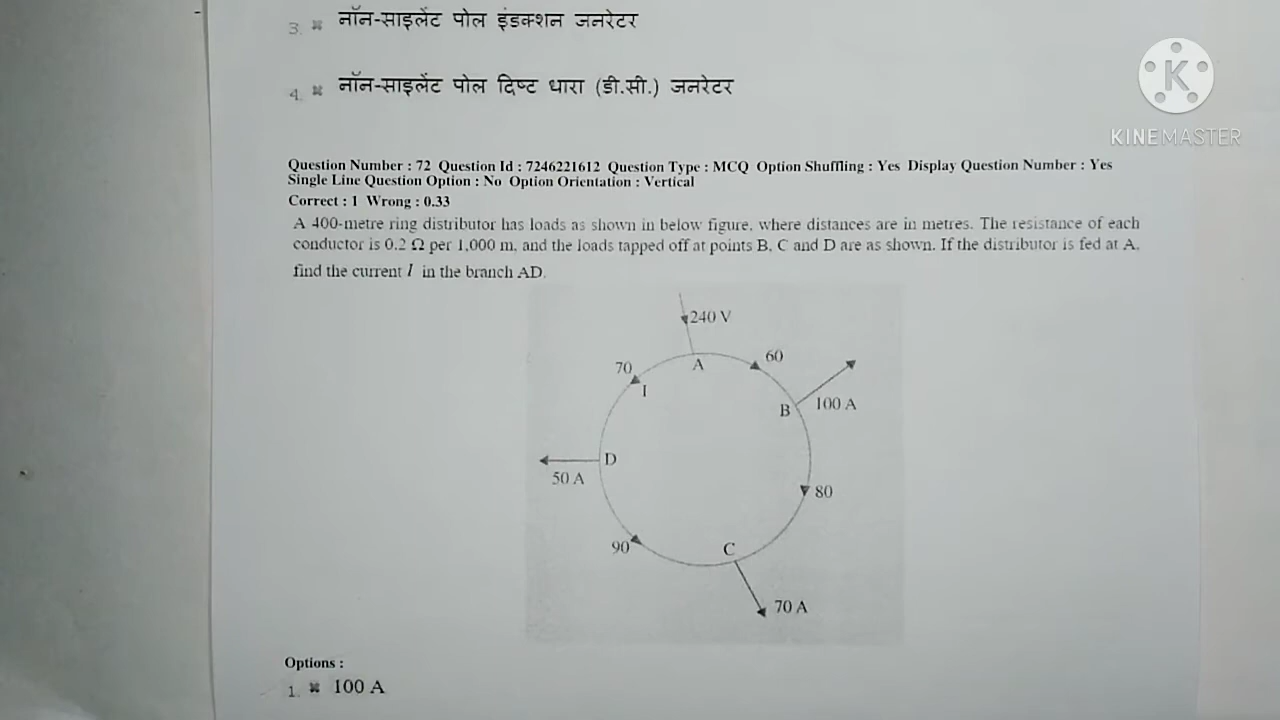 3. नॉन-साइलेंट पोल इंडक्शन जनरेटर
4. नॉन-साइलेंट पोल दिष्ट धारा (डी.सी.) जनरेटर
K
KINEMASTER
Question Number : 72 Question Id : 7246221612 Question Type : MCQ Option Shuffling : Yes Display Question Number : Yes
Single Line Question Option : No Option Orientation : Vertical
Correct : 1 Wrong : 0.33
A 400-metre ring distributor has loads as shown in below figure, where distances are in metres. The resistance of each
conductor is 0.2 Ω per 1,000 m, and the loads tapped off at points B, C and D are as shown. If the distributor is fed at A,
find the current I in the branch AD.
240 V
70
A
60
I
B
100 A
D
50 A
80
90
C
70 A
Options :
1. 100 A